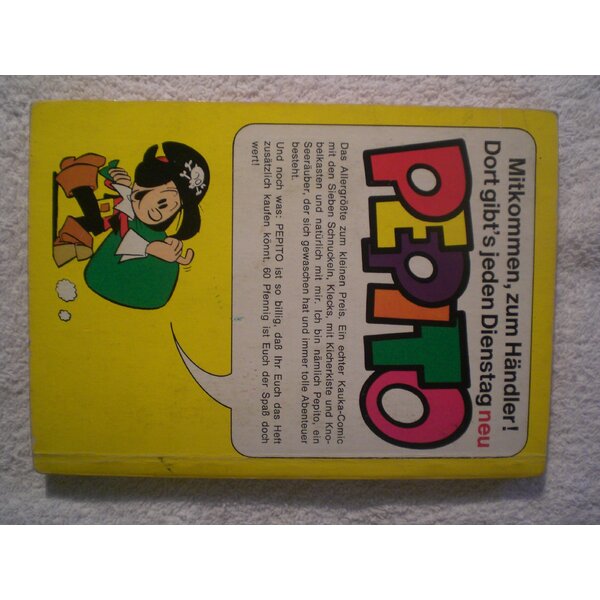 Mitkommen, zum Händler!
Dort gibt's jeden Dienstag neu
PEPITO
Das Allergrößte zum kleinen Preis. Ein echter Kauka-Comic
mit den Sieben Schnuckeln, Klecks, mit Kicherkiste und Kno-
belkasten und natürlich mit mir. Ich bin nämlich Pepito, ein
Seeräuber, der sich gewaschen hat und immer tolle Abenteuer
besteht.
Und noch was: PEPITO ist so billig, daß Ihr Euch das Heft
zusätzlich kaufen könnt. 60 Pfennig ist Euch der Spaß doch
wert!